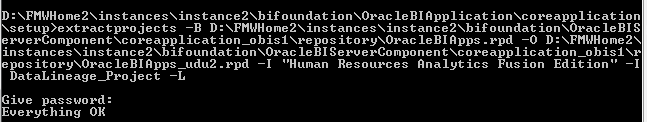 D:\FMWHome2\instances\instance2\bifoundation\OracleBIApplication\coreapplication
\setup>extractprojects -B D:\FMWHome2\instances\instance2\bifoundation\OracleBIS
erverComponent\coreapplication_obis1\repository\OracleBIApps.rpd -O D:\FMWHome2\
instances\instance2\bifoundation\OracleBIServerComponent\coreapplication_obis1\r
epository\OracleBIApps_udu2.rpd -I "Human Resources Analytics Fusion Edition" -I
DataLineage_Project -L
Give password:
Everything OK